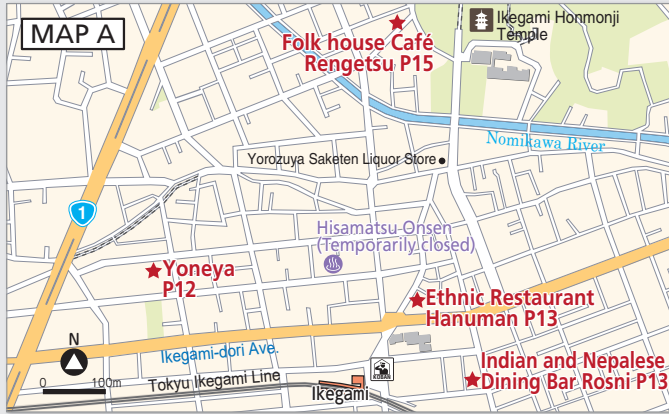 MAP A
Ikegami Honmonji
Temple
Folk house Café
Rengetsu P15
Nomikawa River
Yorozuya Saketen Liquor Store
1
Hisamatsu Onsen
(Temporarily closed)
Yoneya
P12
Ethnic Restaurant
Hanuman P13
N
Ikegami-dori Ave.
KOBAN
Indian and Nepalese
Dining Bar Rosni P13
0 100m
Tokyu Ikegami Line
Ikegami